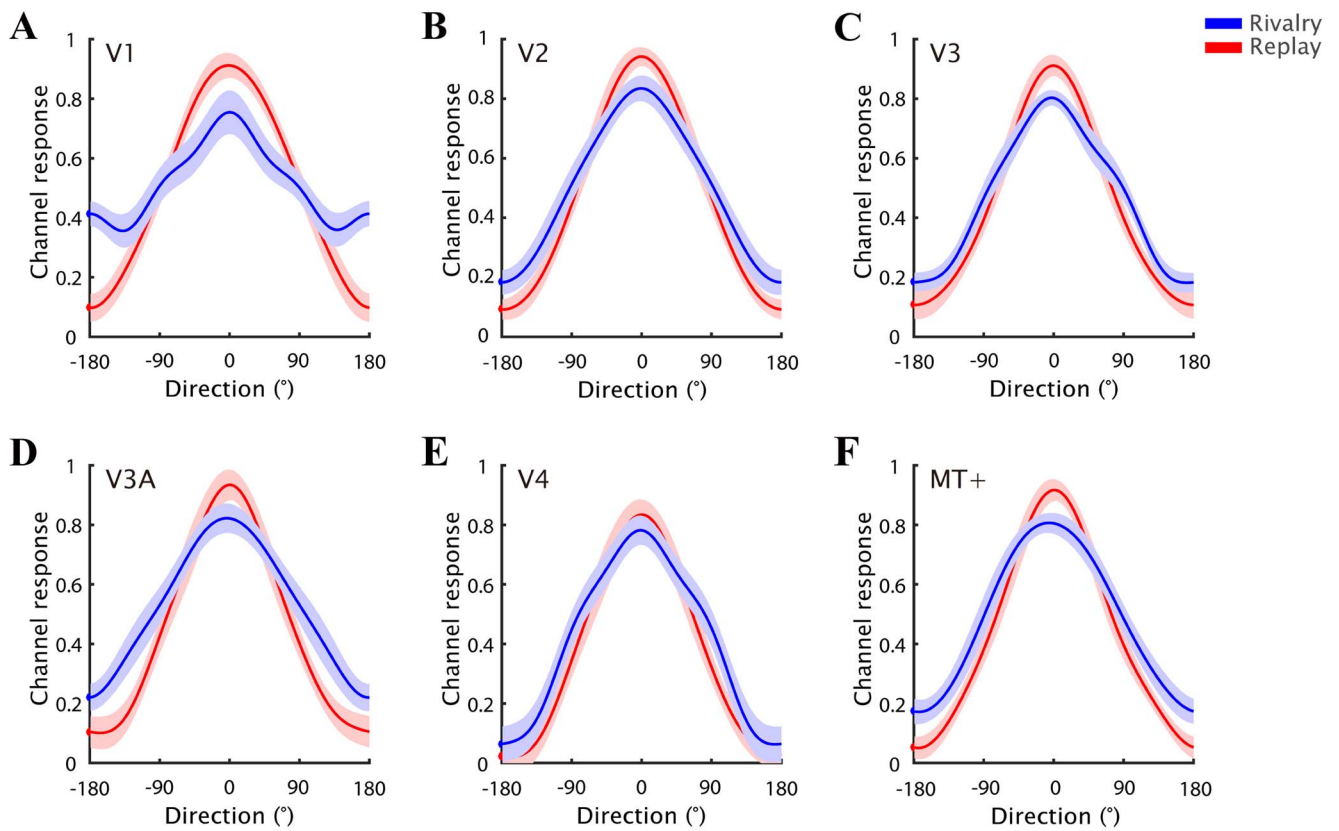 A
V1
1
0.8
0.6
0.4
0.2
0
Channel response
-180 -90 0 90 180
Direction (°)
B
V2
1
0.8
0.6
0.4
0.2
0
Channel response
-180 -90 0 90 180
Direction (°)
C
V3
1
0.8
0.6
0.4
0.2
0
Channel response
-180 -90 0 90 180
Direction (°)
Rivalry
Replay
D
V3A
1
0.8
0.6
0.4
0.2
0
Channel response
-180 -90 0 90 180
Direction (°)
E
V4
1
0.8
0.6
0.4
0.2
0
Channel response
-180 -90 0 90 180
Direction (°)
F
MT+
1
0.8
0.6
0.4
0.2
0
Channel response
-180 -90 0 90 180
Direction (°)